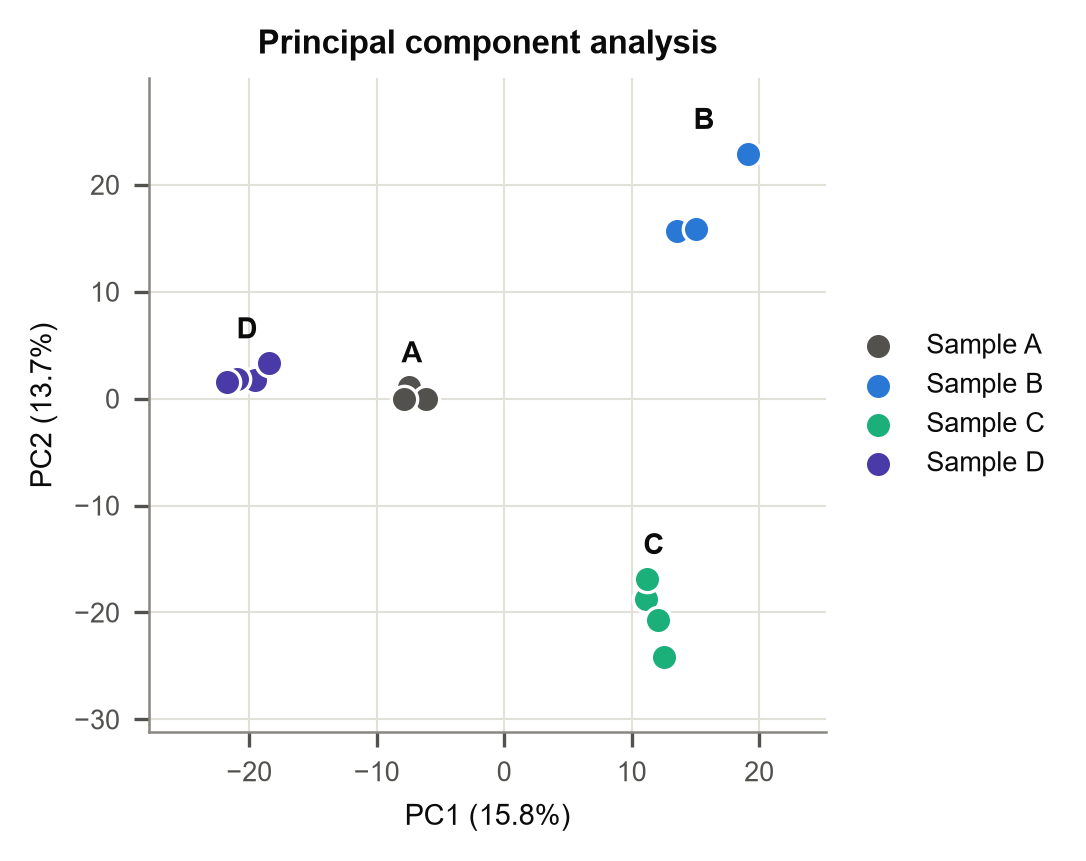 Principal component analysis
B
D
A
C
20
10
0
−10
−20
−30
PC2 (13.7%)
−20
−10
0
10
20
PC1 (15.8%)
Sample A
Sample B
Sample C
Sample D